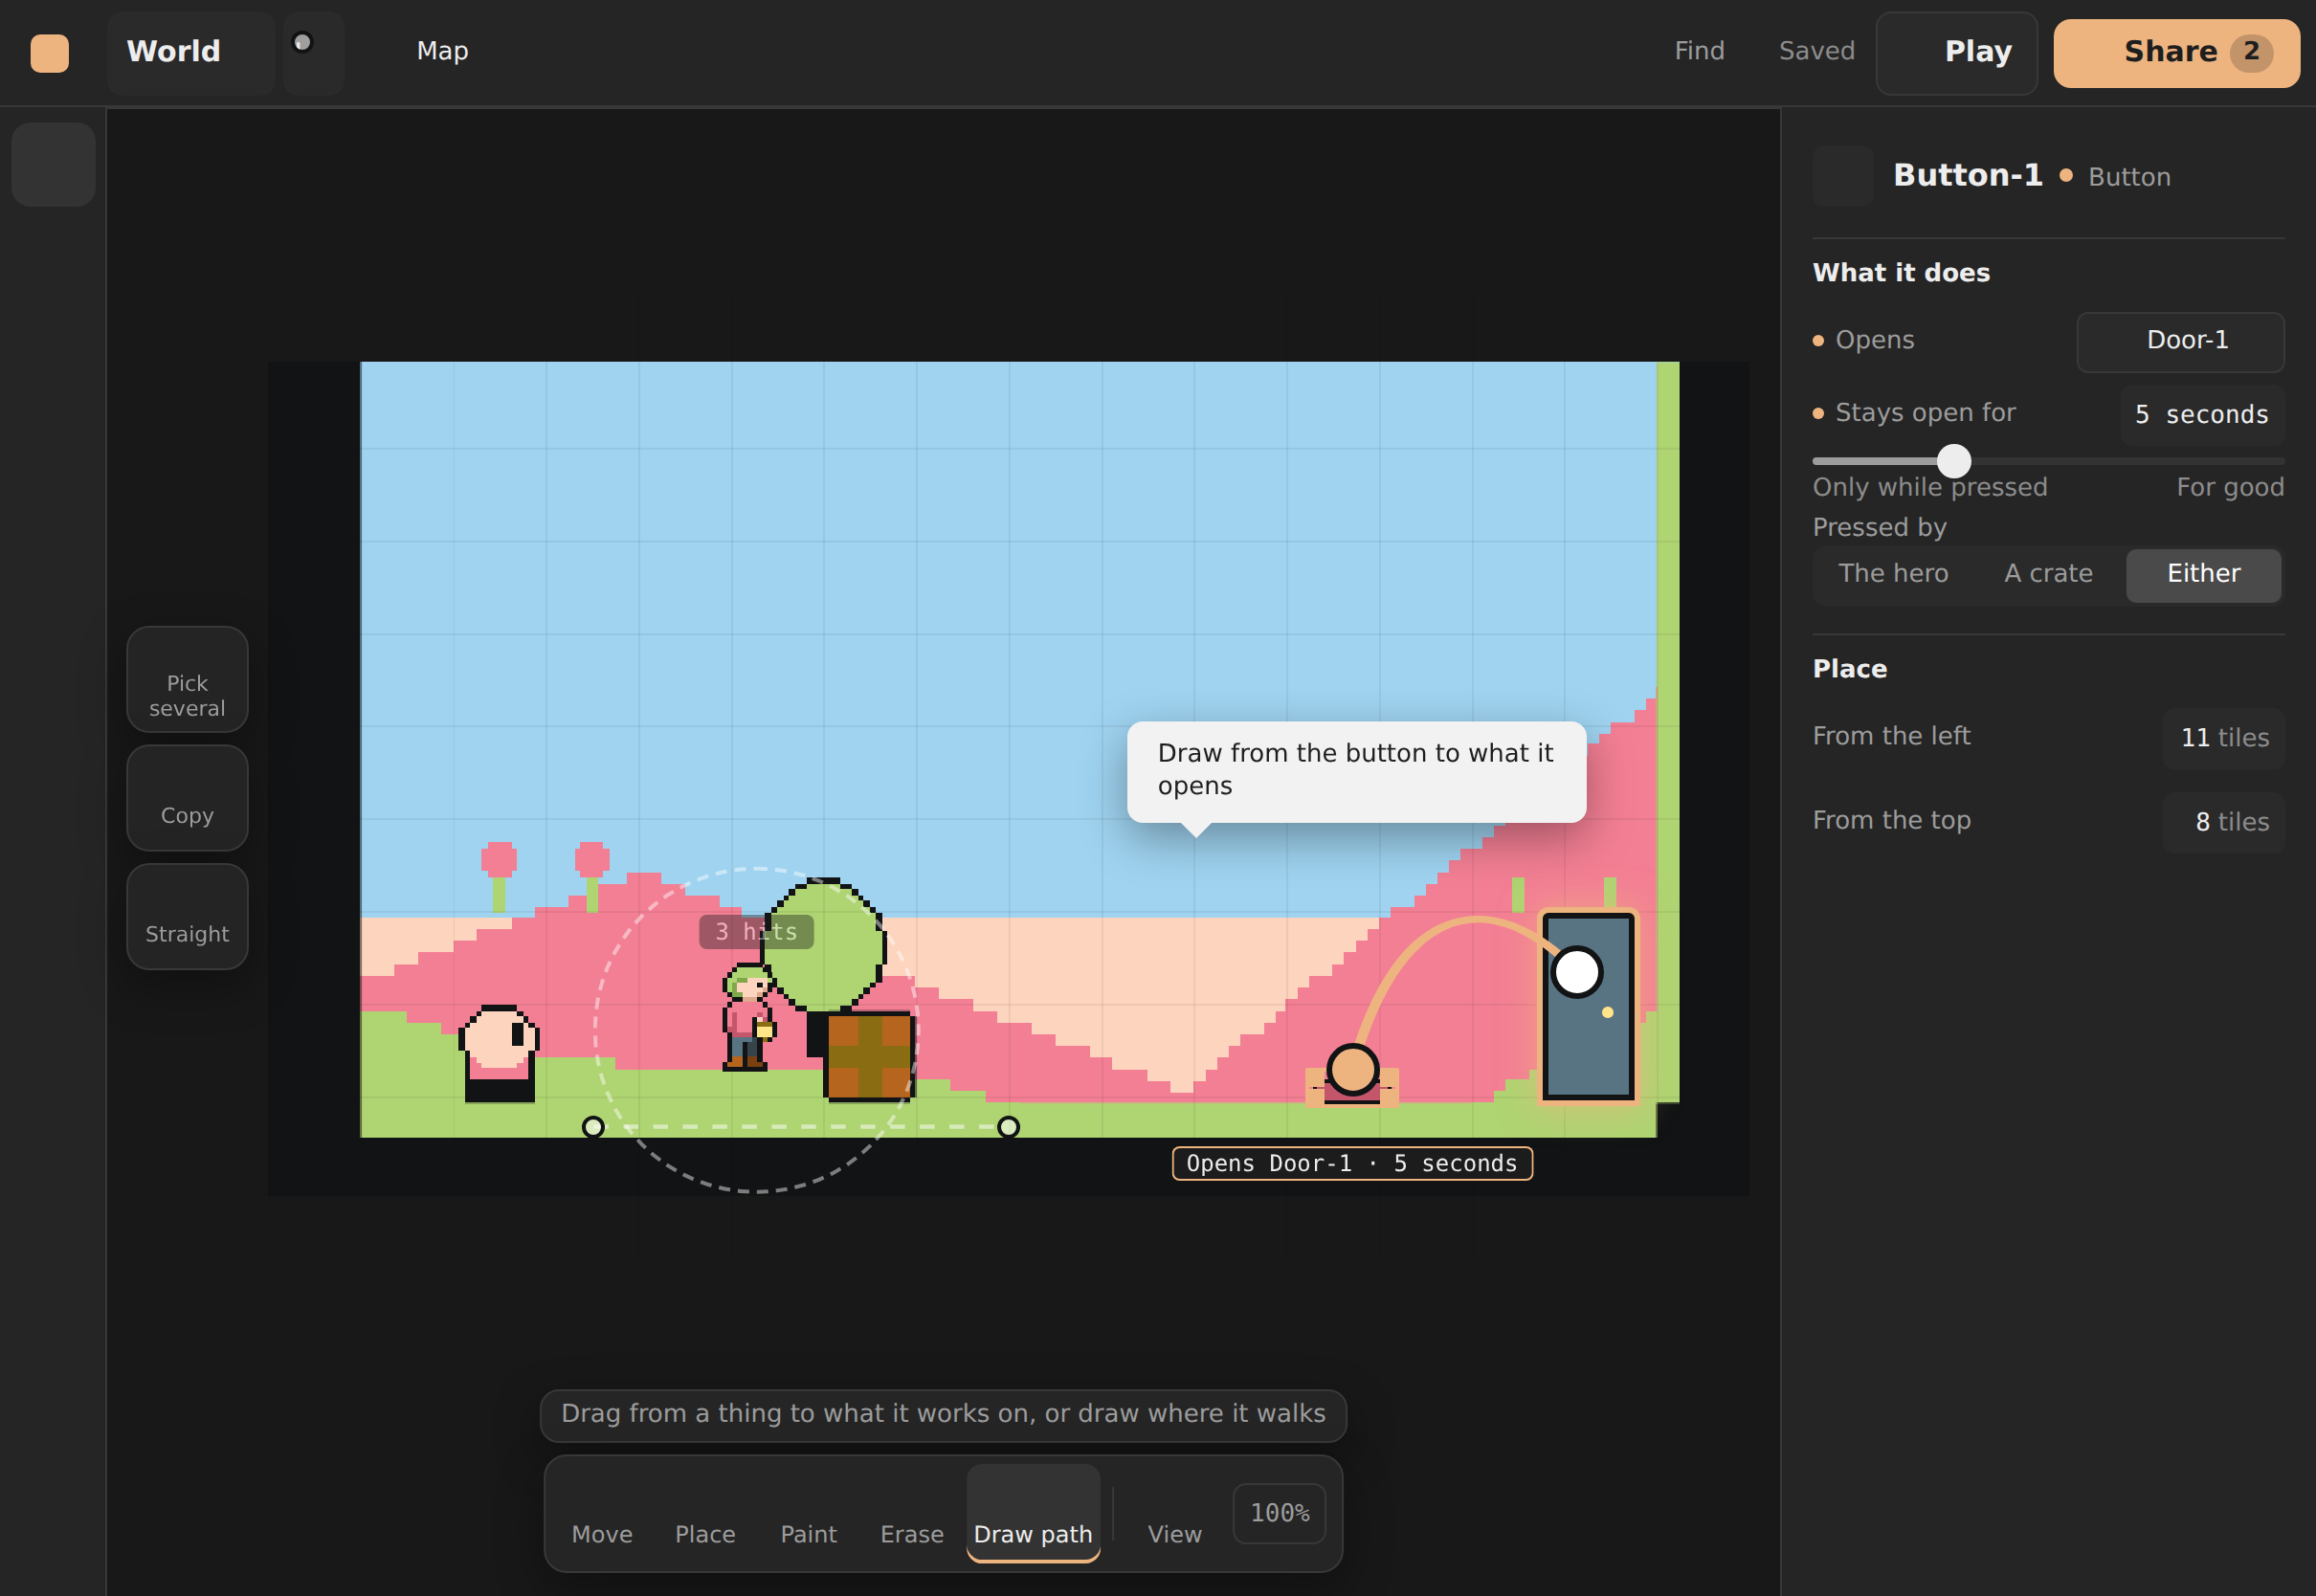 World
Map
Find
Saved
Play
Share 2
Button-1 Button
What it does
Opens Door-1
Stays open for 5 seconds
Only while pressed For good
Pressed by
The hero A crate Either
Place
From the left 11 tiles
From the top 8 tiles
Pick
several
Copy
Straight
Draw from the button to what it
opens
3 hits
Opens Door-1 · 5 seconds
Drag from a thing to what it works on, or draw where it walks
Move Place Paint Erase Draw path View 100%